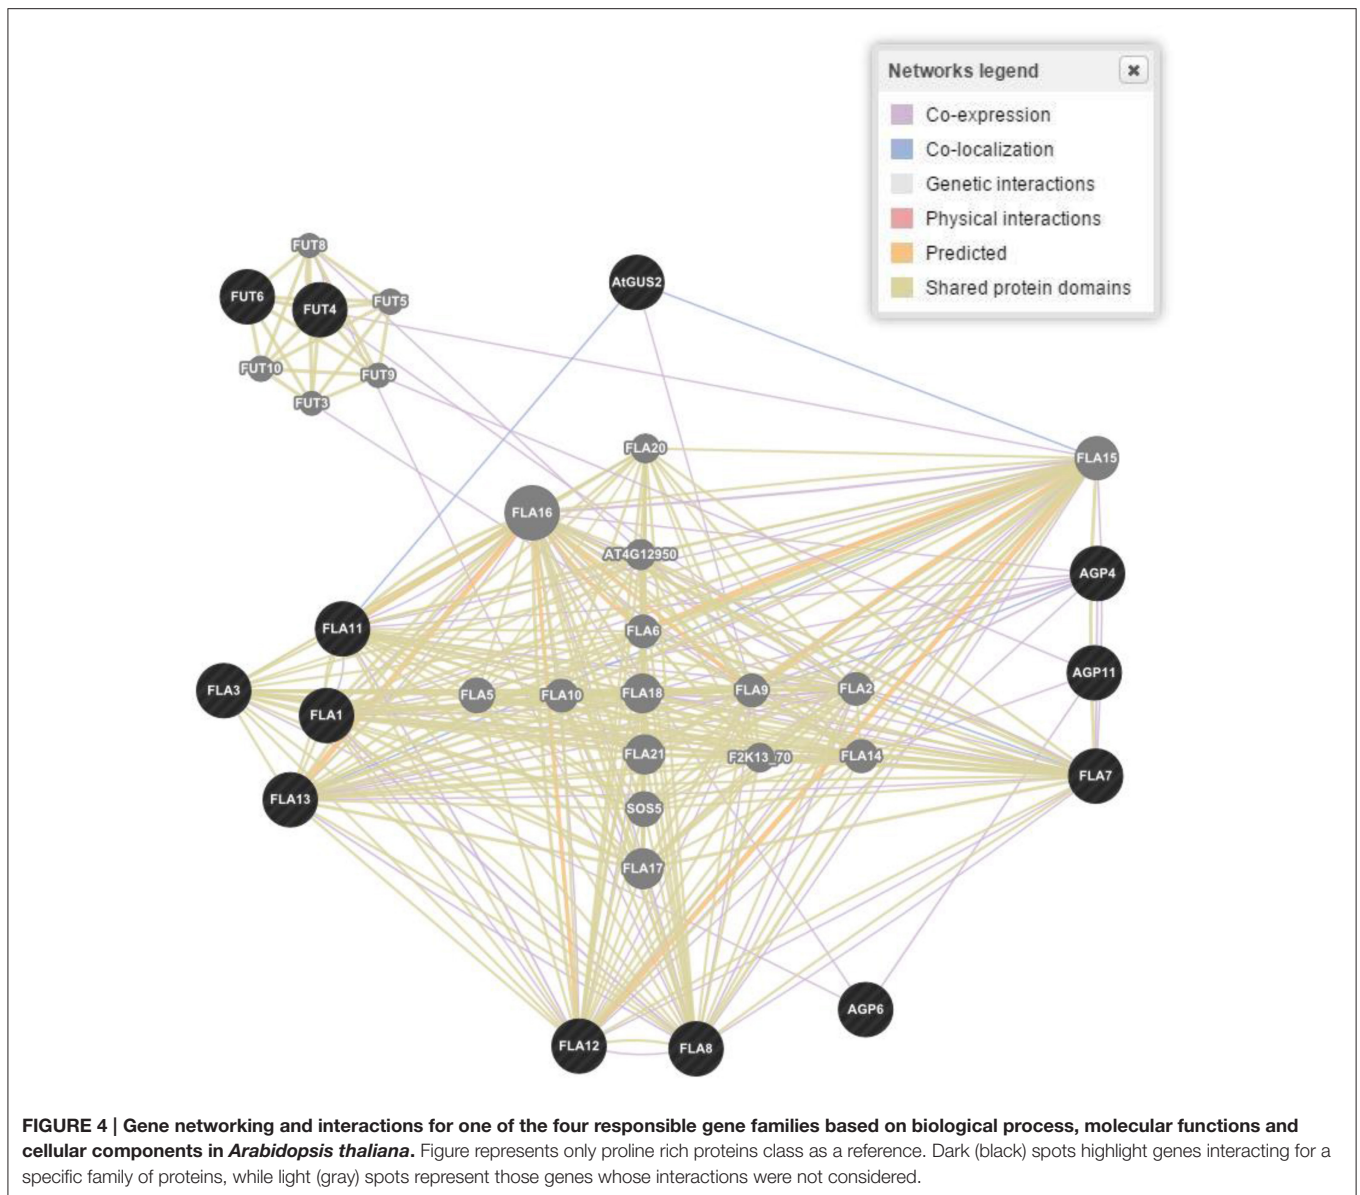 Networks legend
Co-expression
Co-localization
Genetic interactions
Physical interactions
Predicted
Shared protein domains
FUT8
FUT6
FUT4
FUT5
AtGUS2
FUT10
FUT9
FUT3
FLA20
FLA15
FLA16
AT4G12950
AGP4
FLA11
FLA6
AGP11
FLA3
FLA1
FLA5
FLA10
FLA18
FLA9
FLA2
FLA21
F2K13_70
FLA14
FLA7
FLA13
SOS5
FLA17
AGP6
FLA12
FLA8
FIGURE 4 | Gene networking and interactions for one of the four responsible gene families based on biological process, molecular functions and
cellular components in Arabidopsis thaliana. Figure represents only proline rich proteins class as a reference. Dark (black) spots highlight genes interacting for a
specific family of proteins, while light (gray) spots represent those genes whose interactions were not considered.